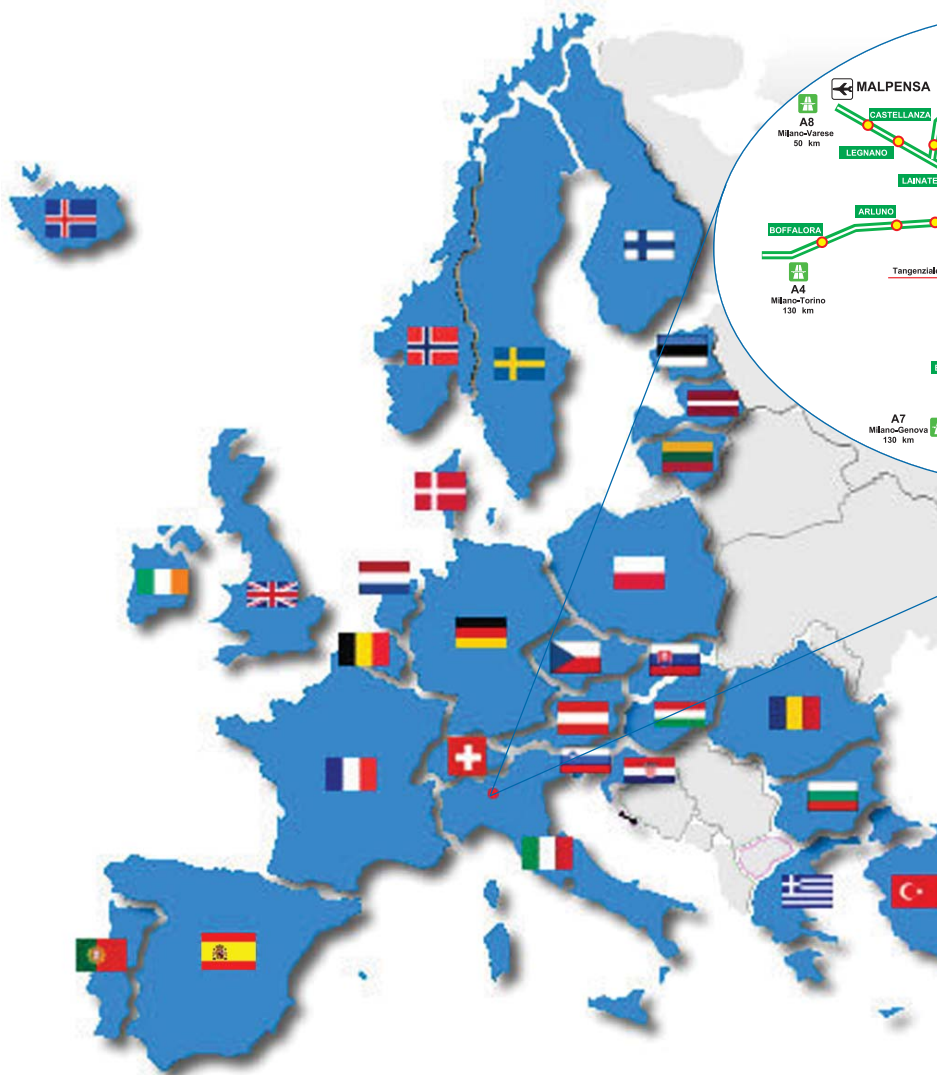 MALPENSA
A8
Milano-Varese
50 km
CASTELLANZA
LEGNANO
LAINATE
ARLUNO
BOFFALORA
A4
Milano-Torino
130 km
Tangenziale
A7
Milano-Genova
130 km